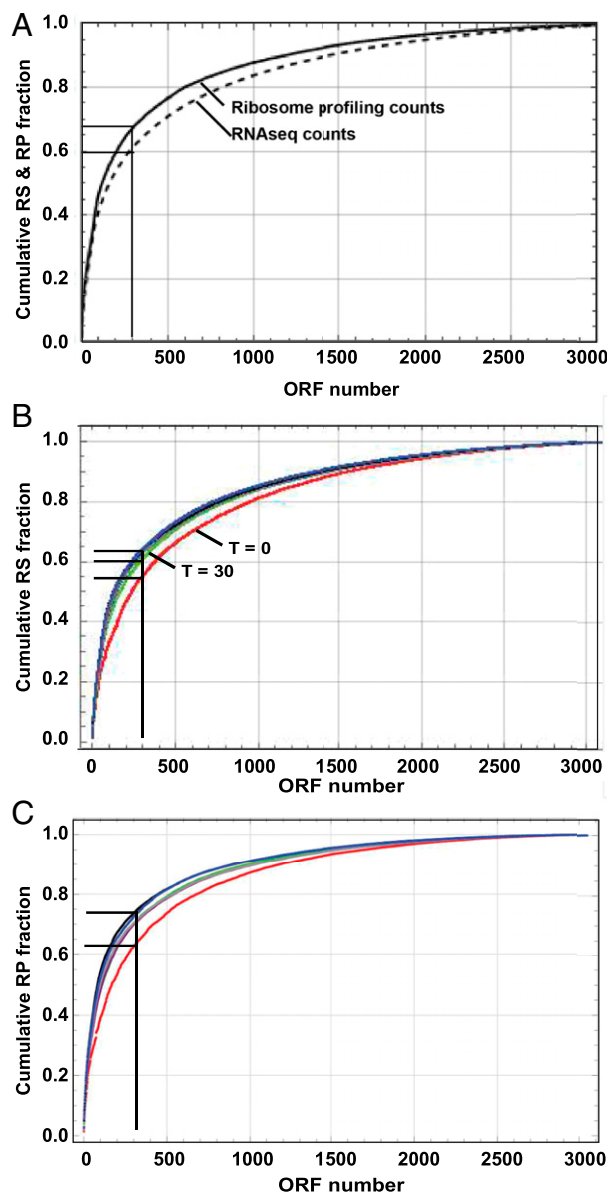 A
1.0
0.8
0.6
0.4
0.2
0.0
Cumulative RS & RP fraction
Ribosome profiling counts
RNAseq counts
0 500 1000 1500 2000 2500 3000
ORF number
B
1.0
0.8
0.6
0.4
0.2
0.0
Cumulative RS fraction
T = 0
T = 30
0 500 1000 1500 2000 2500 3000
ORF number
C
1.0
0.8
0.6
0.4
0.2
0.0
Cumulative RP fraction
0 500 1000 1500 2000 2500 3000
ORF number